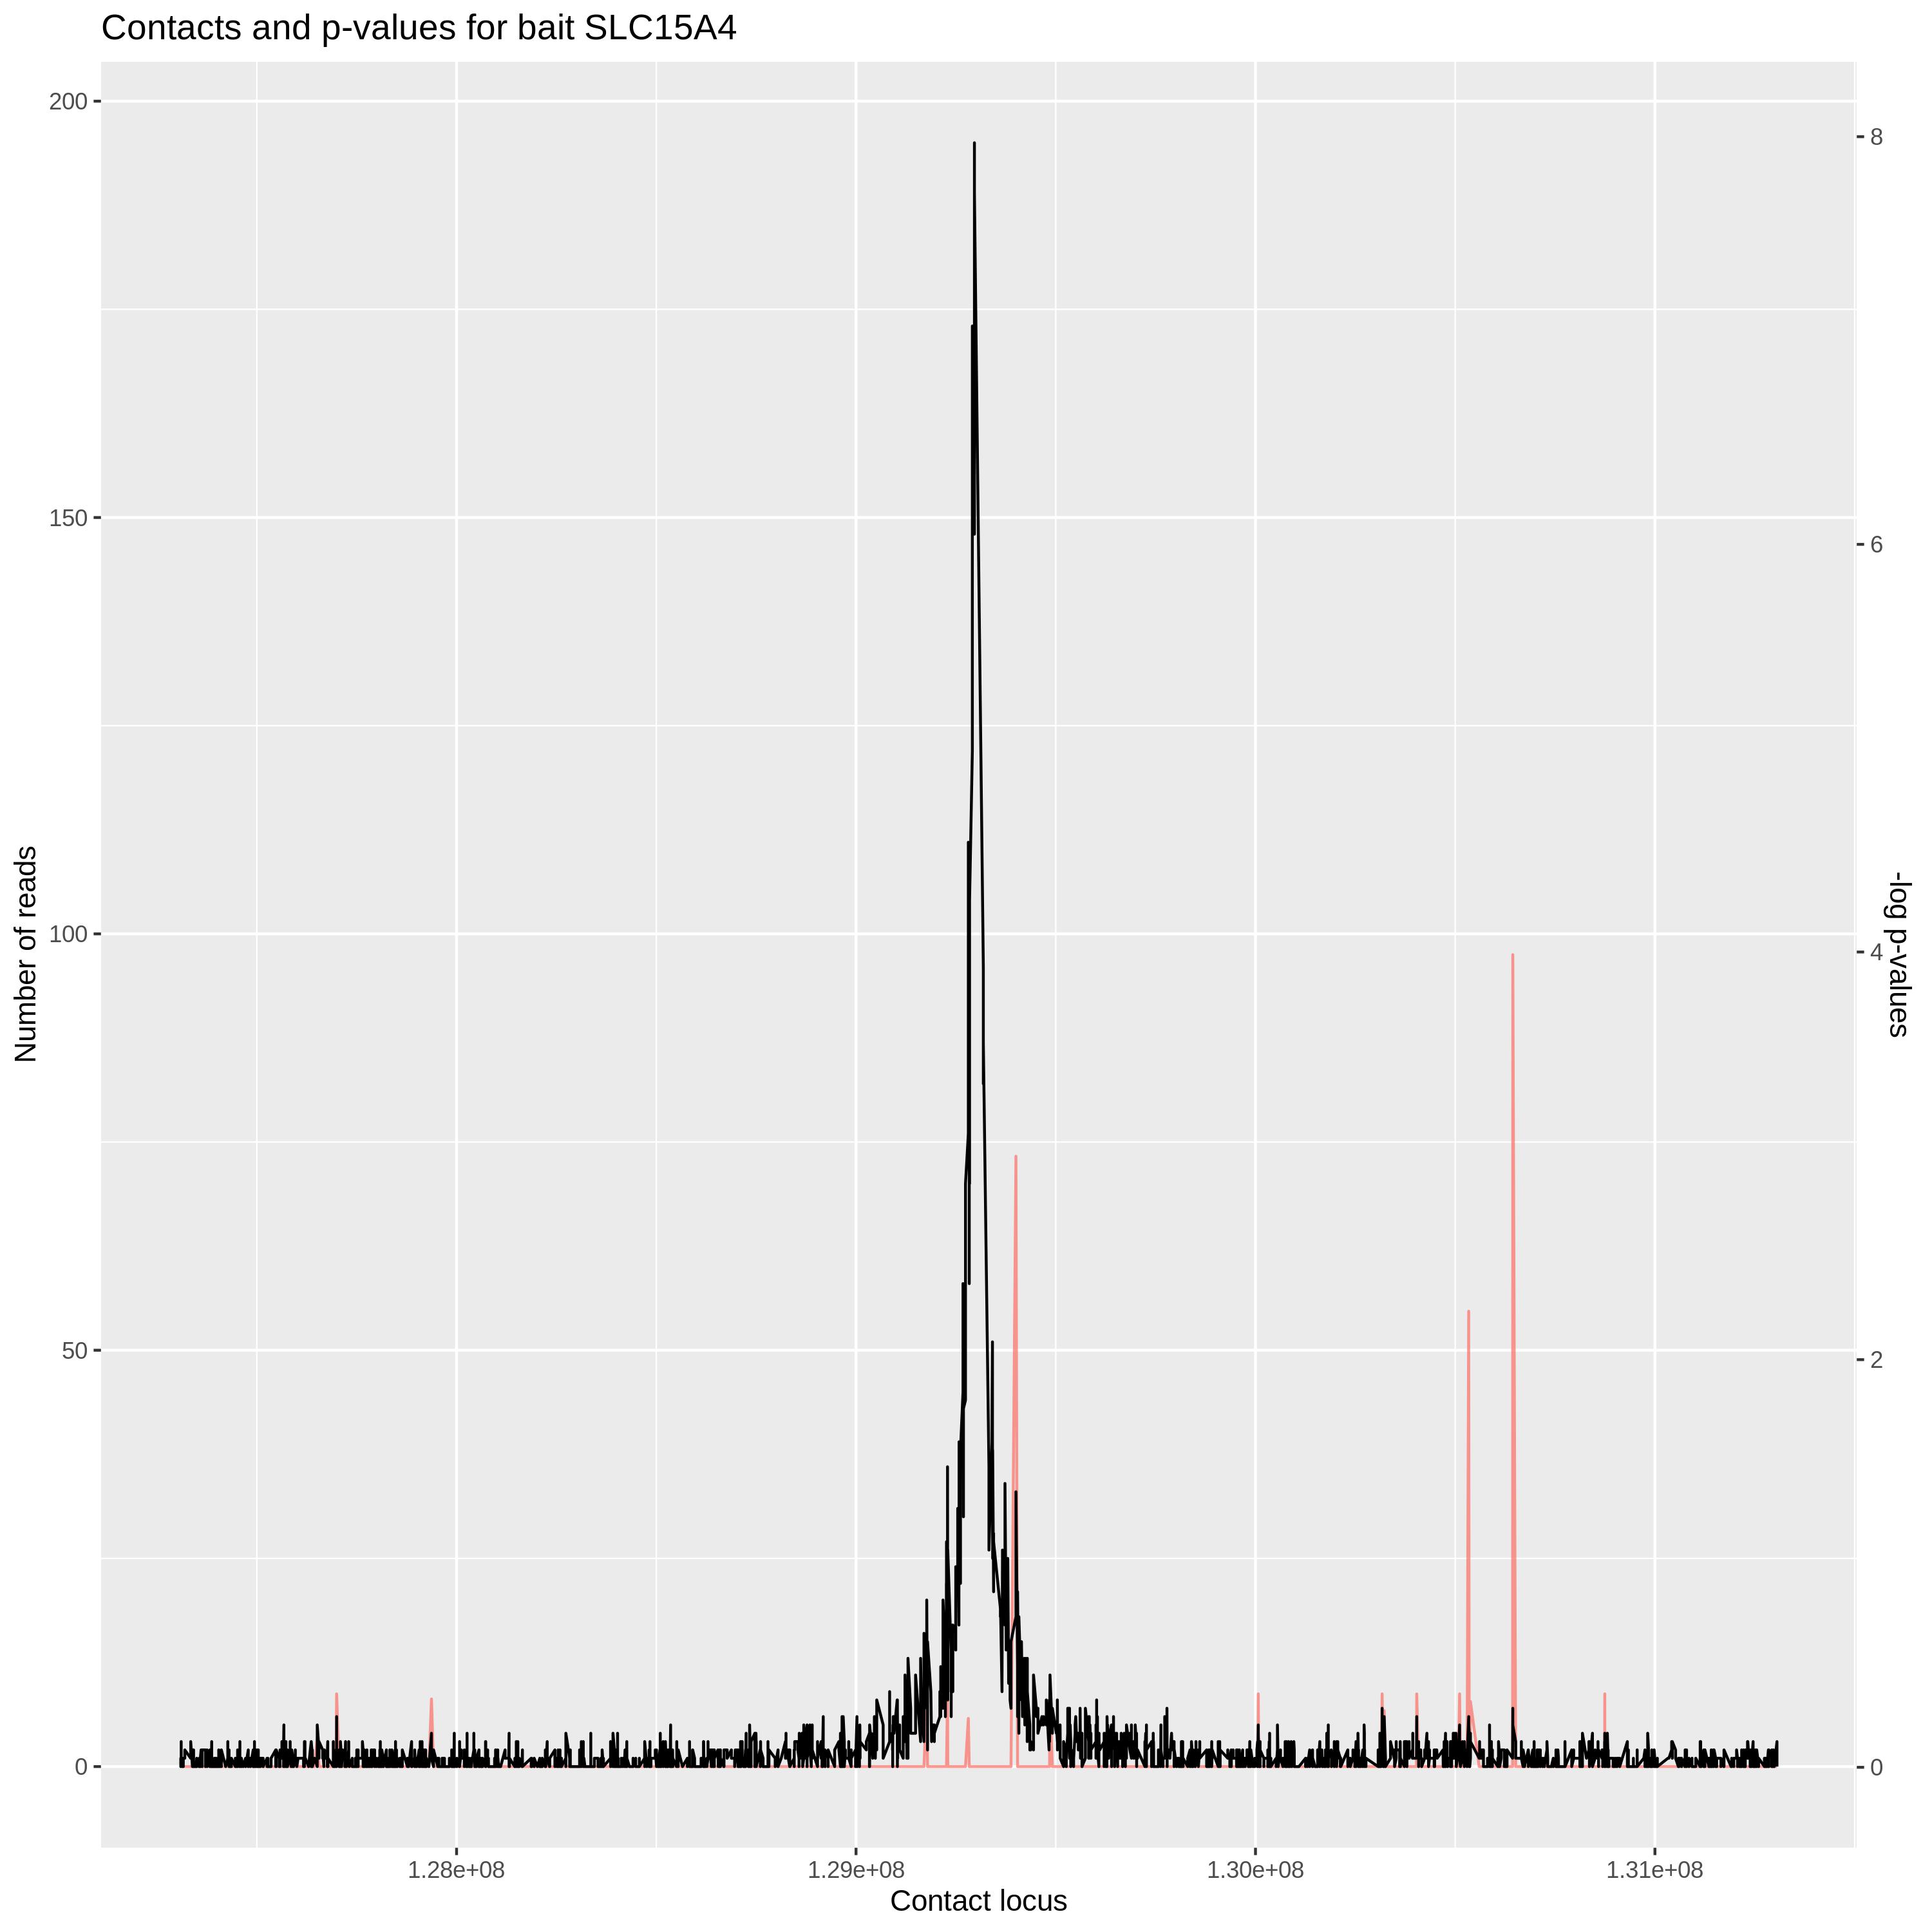 Contacts and p-values for bait SLC15A4
200
150
100
50
0
Number of reads
8
6
4
2
0
-log p-values
1.28e+08
1.29e+08
1.30e+08
1.31e+08
Contact locus